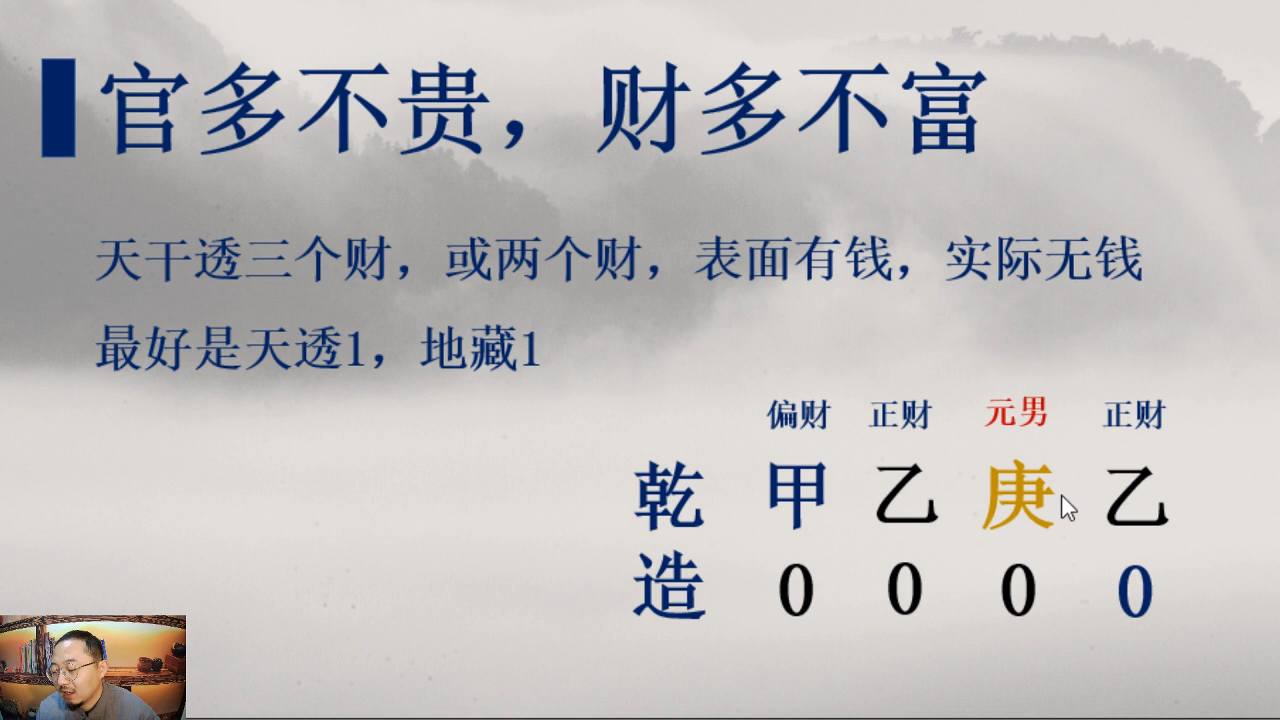 官多不贵，财多不富
天干透三个财，或两个财，表面有钱，实际无钱
最好是天透1，地藏1
偏财 正财 元男 正财
乾 甲 乙 庚 乙
造 0 0 0 0